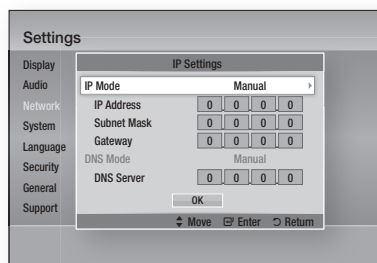 Settings
Display
Audio
Network
System
Language
Security
General
Support
IP Settings
IP Mode Manual
IP Address 0 . 0 . 0 . 0
Subnet Mask 0 . 0 . 0 . 0
Gateway 0 . 0 . 0 . 0
DNS Mode Manual
DNS Server 0 . 0 . 0 . 0
OK
Move Enter Return